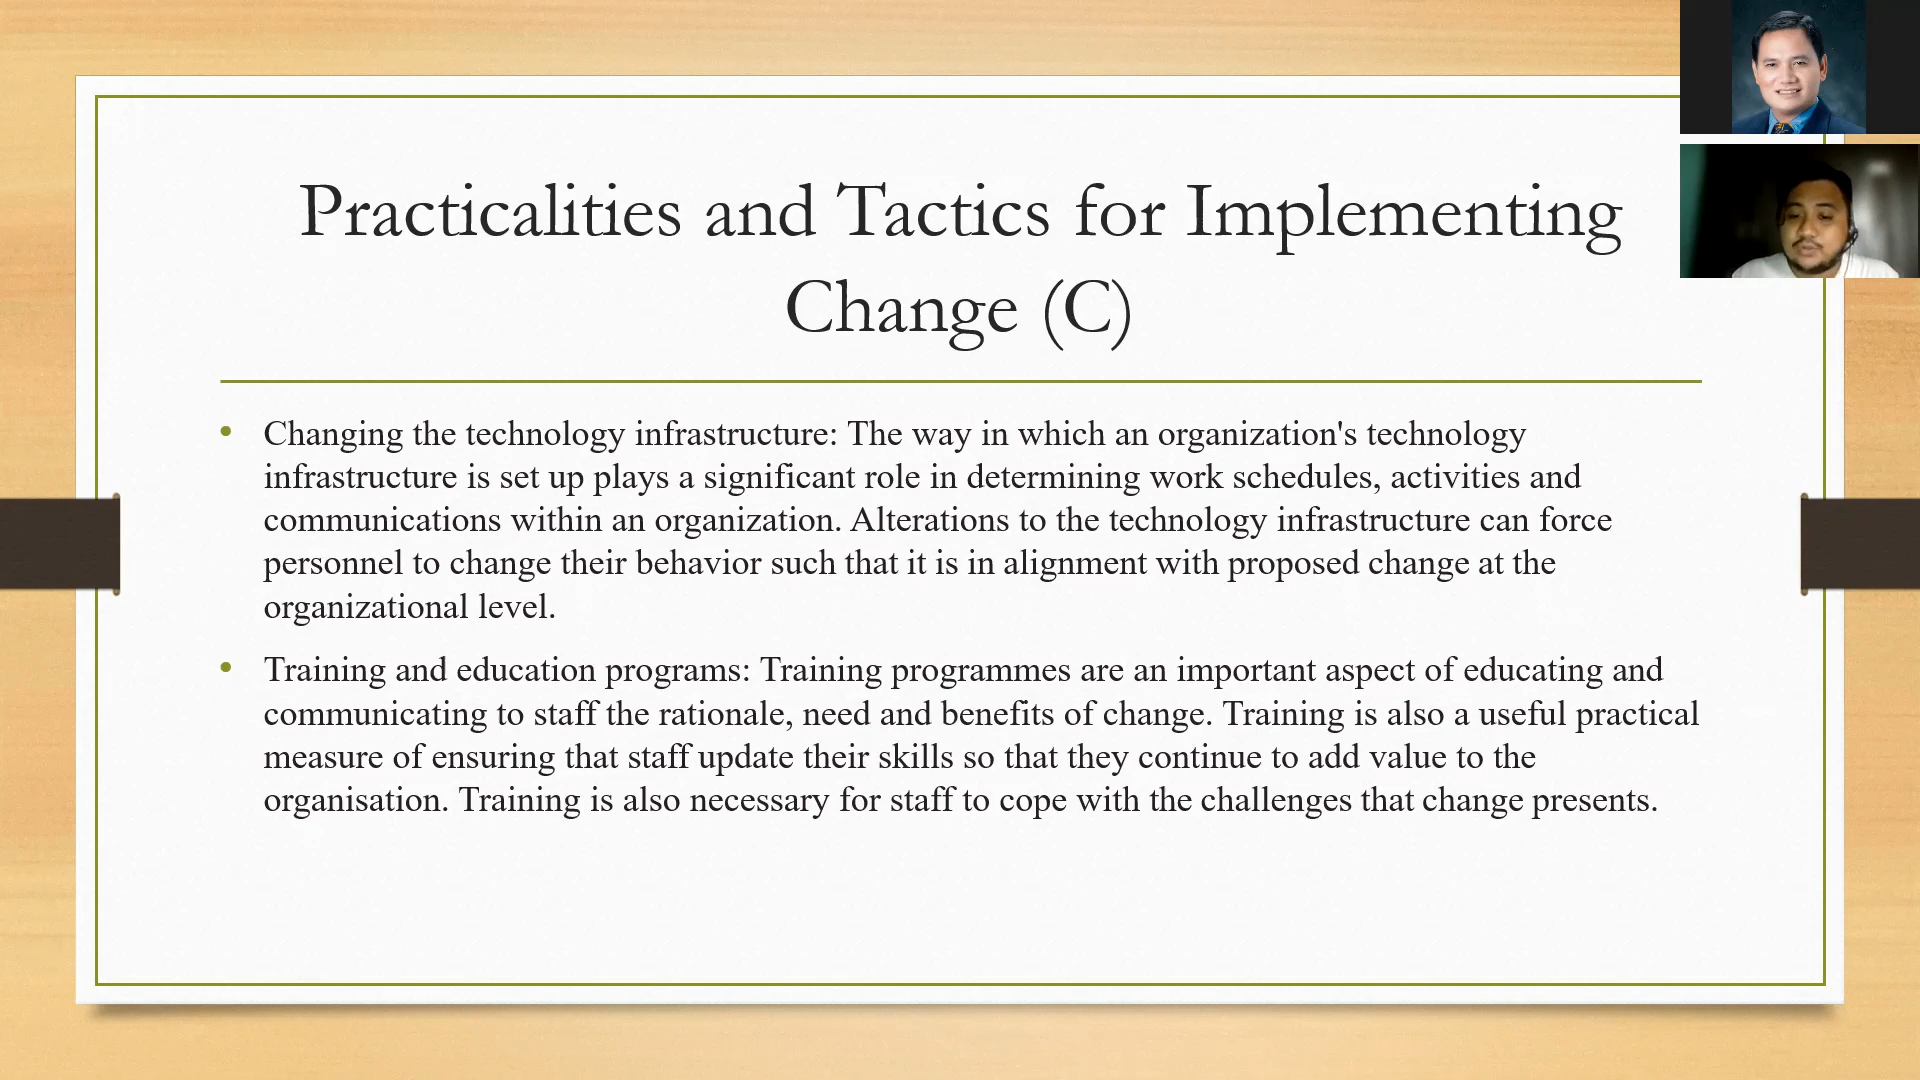 Practicalities and Tactics for Implementing
Change (C)
• Changing the technology infrastructure: The way in which an organization's technology
infrastructure is set up plays a significant role in determining work schedules, activities and
communications within an organization. Alterations to the technology infrastructure can force
personnel to change their behavior such that it is in alignment with proposed change at the
organizational level.
• Training and education programs: Training programmes are an important aspect of educating and
communicating to staff the rationale, need and benefits of change. Training is also a useful practical
measure of ensuring that staff update their skills so that they continue to add value to the
organisation. Training is also necessary for staff to cope with the challenges that change presents.